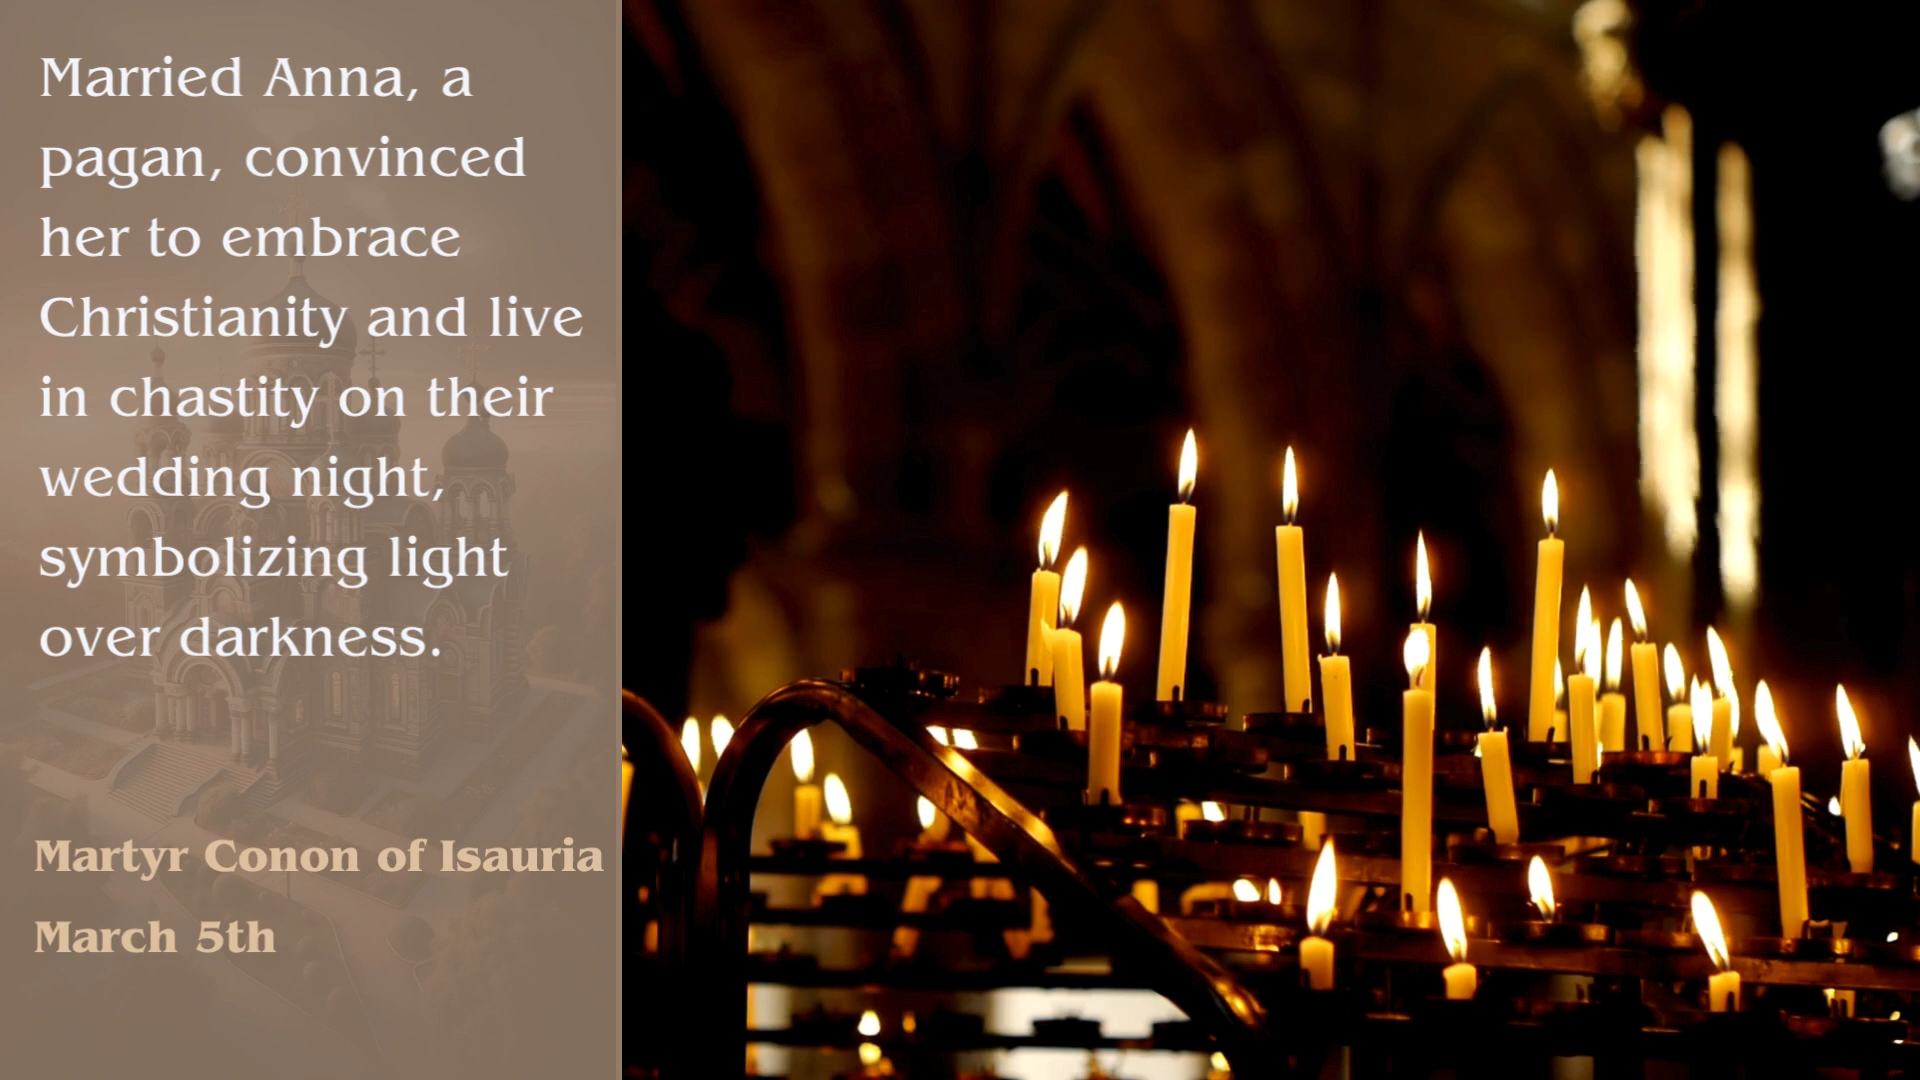 Married Anna, a
pagan, convinced
her to embrace
Christianity and live
in chastity on their
wedding night,
symbolizing light
over darkness.
Martyr Conon of Isauria
March 5th